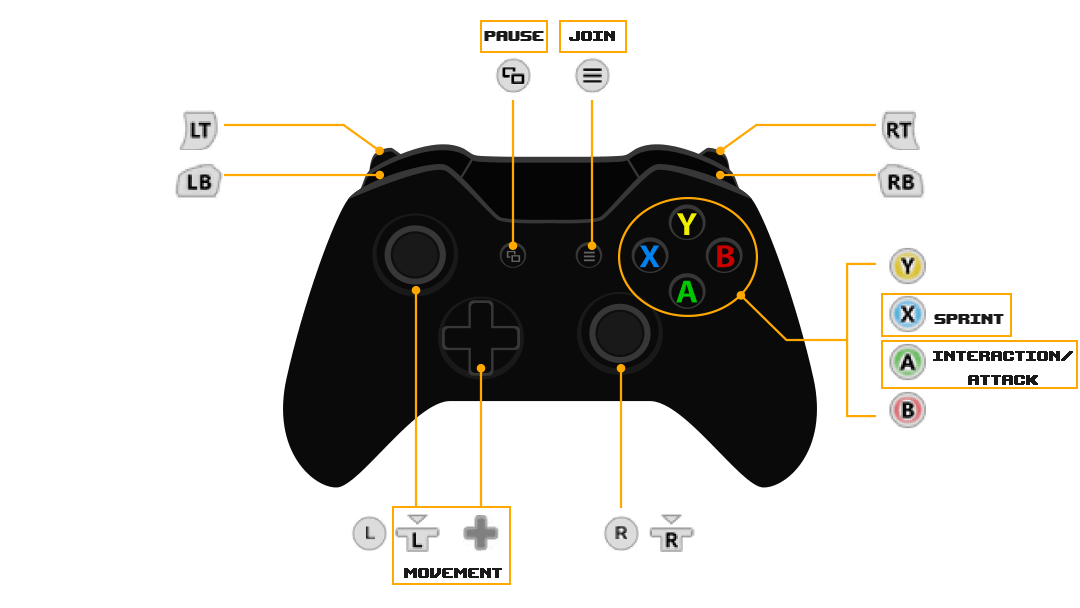 PAUSE JOIN
LT
RT
LB
RB
Y
X B
A
Y
X SPRINT
A INTERACTION/
ATTACK
B
L L R R
MOVEMENT